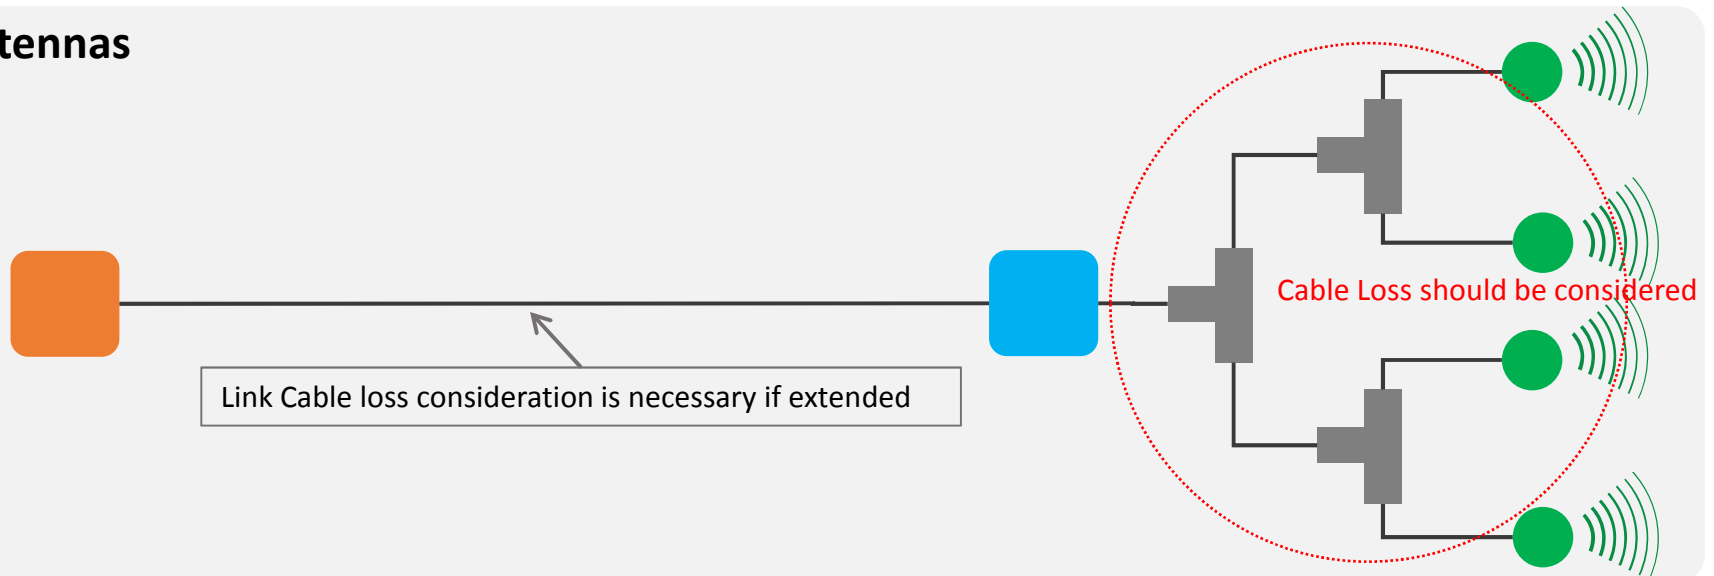 tennas
Cable Loss should be considered
Link Cable loss consideration is necessary if extended